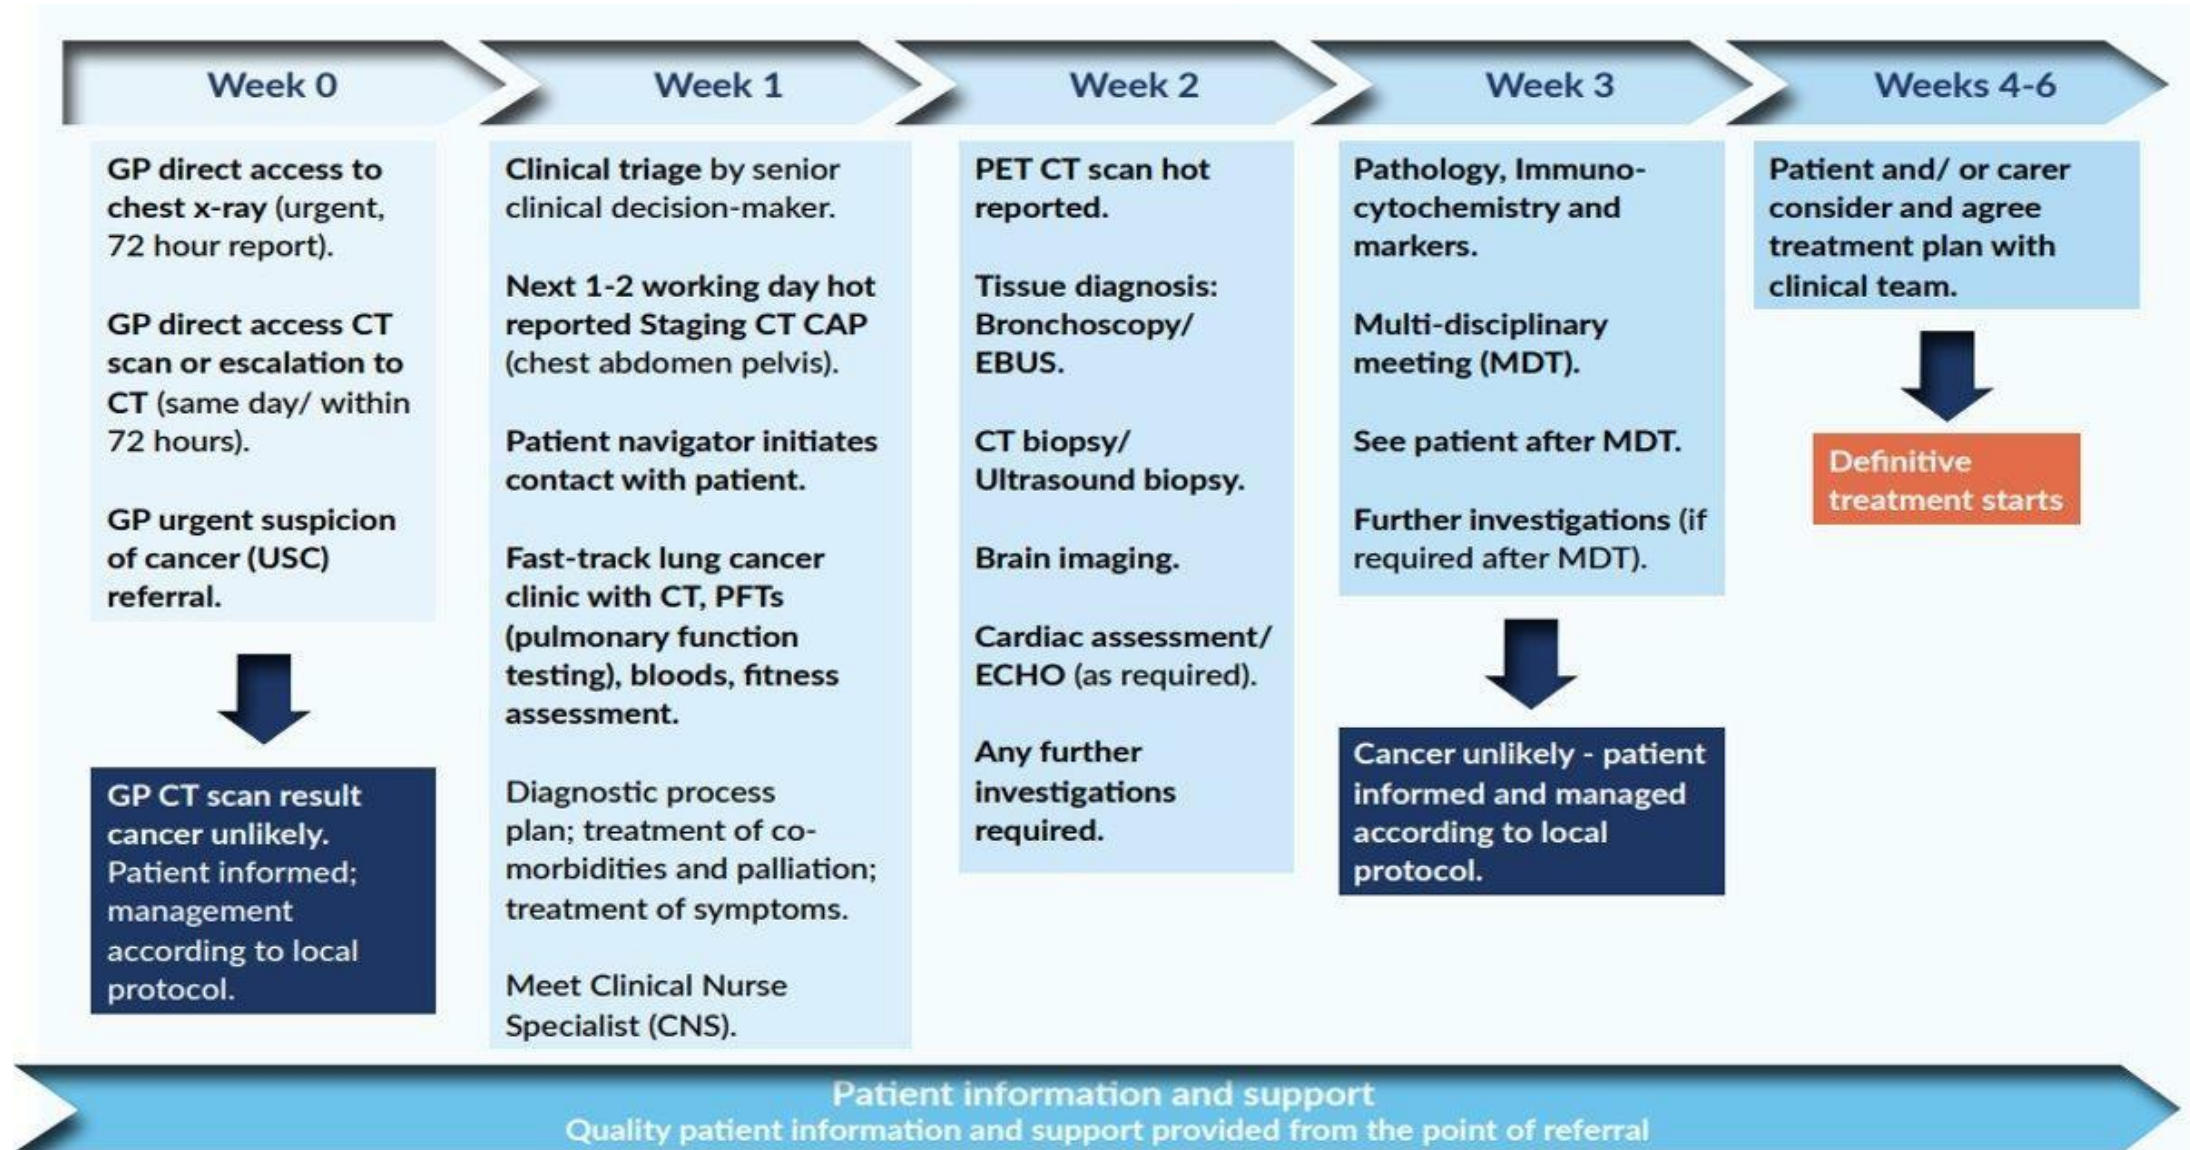 Week 0
GP direct access to
chest x-ray (urgent,
72 hour report).
GP direct access CT
scan or escalation to
CT (same day/ within
72 hours).
GP urgent suspicion
of cancer (USC)
referral.
GP CT scan result
cancer unlikely.
Patient informed;
management
according to local
protocol.
Week 1
Clinical triage by senior
clinical decision-maker.
Next 1-2 working day hot
reported Staging CT CAP
(chest abdomen pelvis).
Patient navigator initiates
contact with patient.
Fast-track lung cancer
clinic with CT, PFTs
(pulmonary function
testing), bloods, fitness
assessment.
Diagnostic process
plan; treatment of co-
morbidities and palliation;
treatment of symptoms.
Meet Clinical Nurse
Specialist (CNS).
Week 2
PET CT scan hot
reported.
Tissue diagnosis:
Bronchoscopy/
EBUS.
CT biopsy/
Ultrasound biopsy.
Brain imaging.
Cardiac assessment/
ECHO (as required).
Any further
investigations
required.
Week 3
Pathology, Immuno-
cytochemistry and
markers.
Multi-disciplinary
meeting (MDT).
See patient after MDT.
Further investigations (if
required after MDT).
Cancer unlikely - patient
informed and managed
according to local
protocol.
Weeks 4-6
Patient and/ or carer
consider and agree
treatment plan with
clinical team.
Definitive
treatment starts
Patient information and support
Quality patient information and support provided from the point of referral